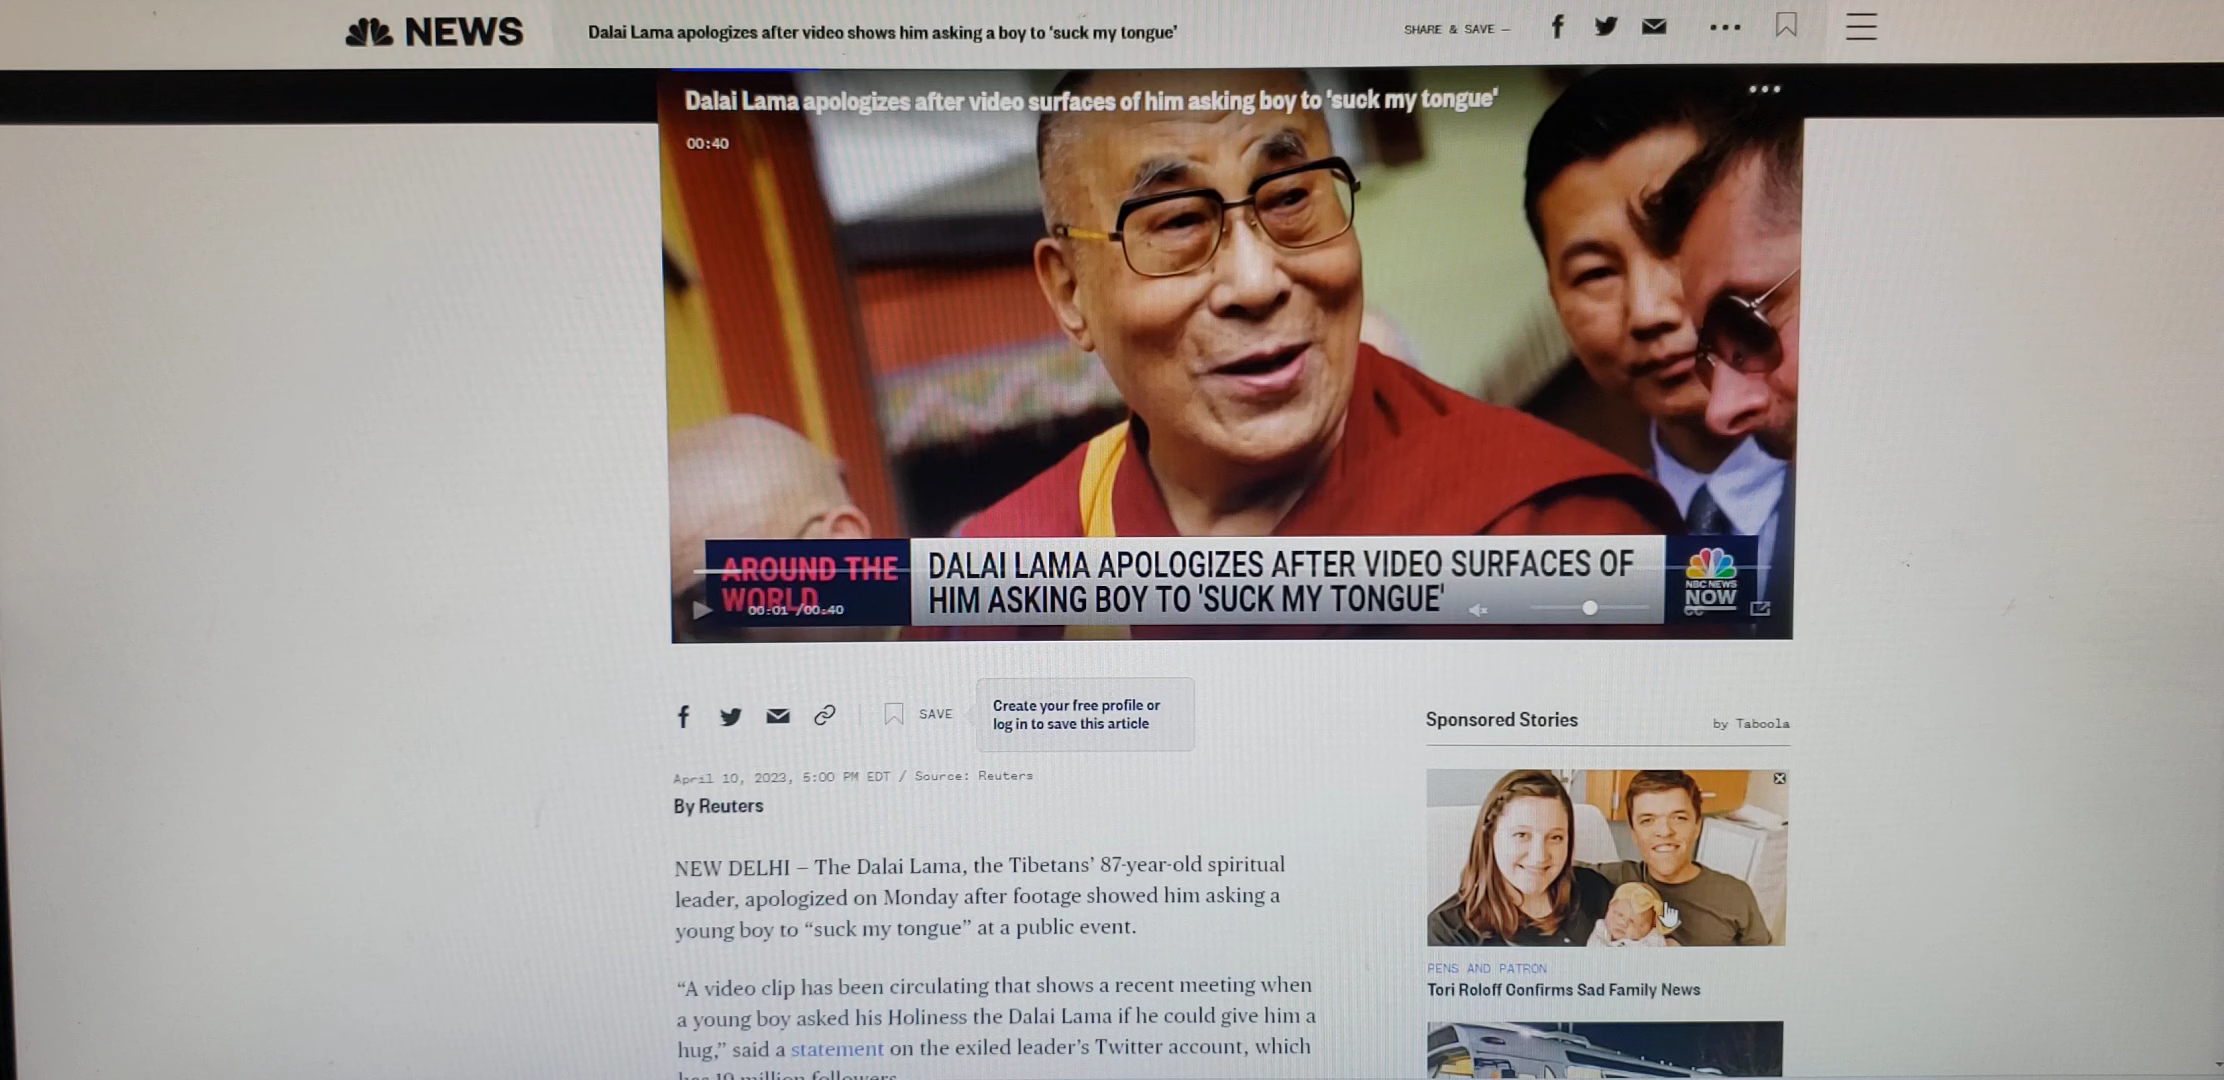 NEWS
Dalai Lama apologizes after video shows him asking a boy to 'suck my tongue'
SHARE & SAVE —
Dalai Lama apologizes after video surfaces of him asking boy to 'suck my tongue'
00:40
AROUND THE
WORLD
DALAI LAMA APOLOGIZES AFTER VIDEO SURFACES OF
HIM ASKING BOY TO 'SUCK MY TONGUE'
NBC NEWS
NOW
CC
00:01 / 00:40
SAVE
Create your free profile or
log in to save this article
April 10, 2023, 5:00 PM EDT / Source: Reuters
By Reuters
NEW DELHI – The Dalai Lama, the Tibetans' 87-year-old spiritual
leader, apologized on Monday after footage showed him asking a
young boy to “suck my tongue” at a public event.
“A video clip has been circulating that shows a recent meeting when
a young boy asked his Holiness the Dalai Lama if he could give him a
hug,” said a statement on the exiled leader's Twitter account, which
has 19 million followers
Sponsored Stories
by Taboola
PENS AND PATRON
Tori Roloff Confirms Sad Family News